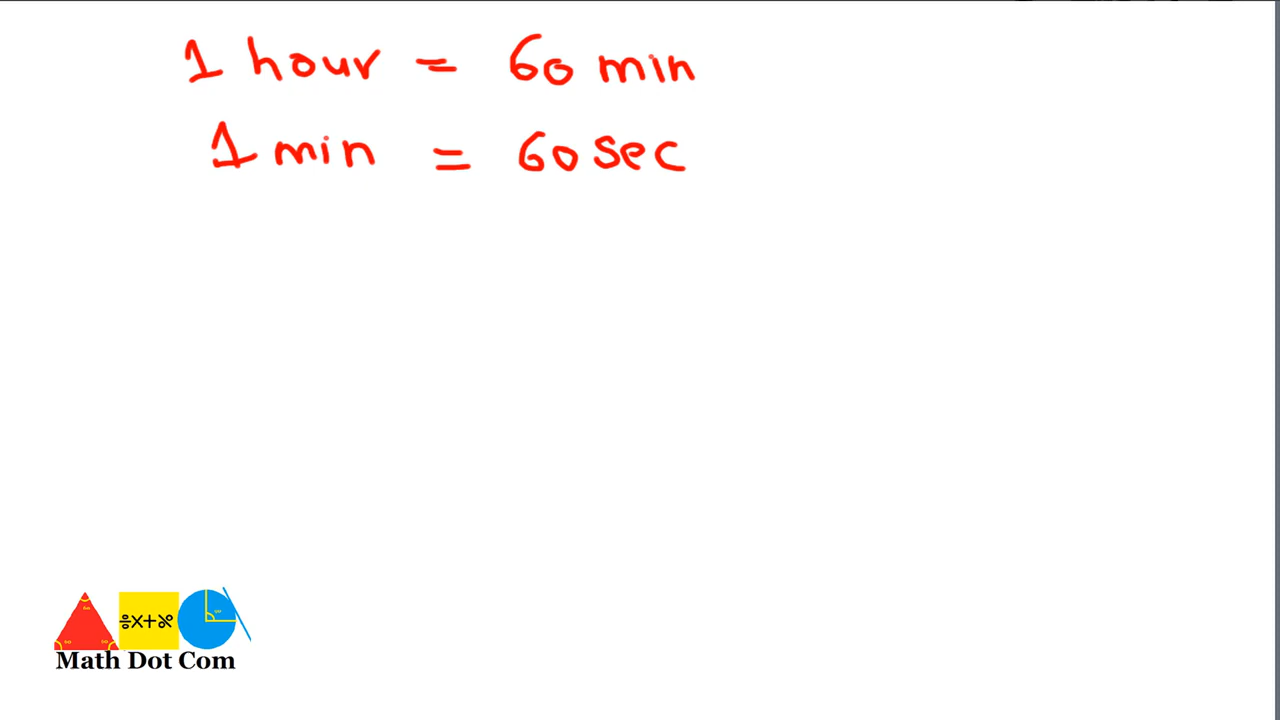 1 hour = 60 min
1 min = 60 sec
÷x+%
Math Dot Com